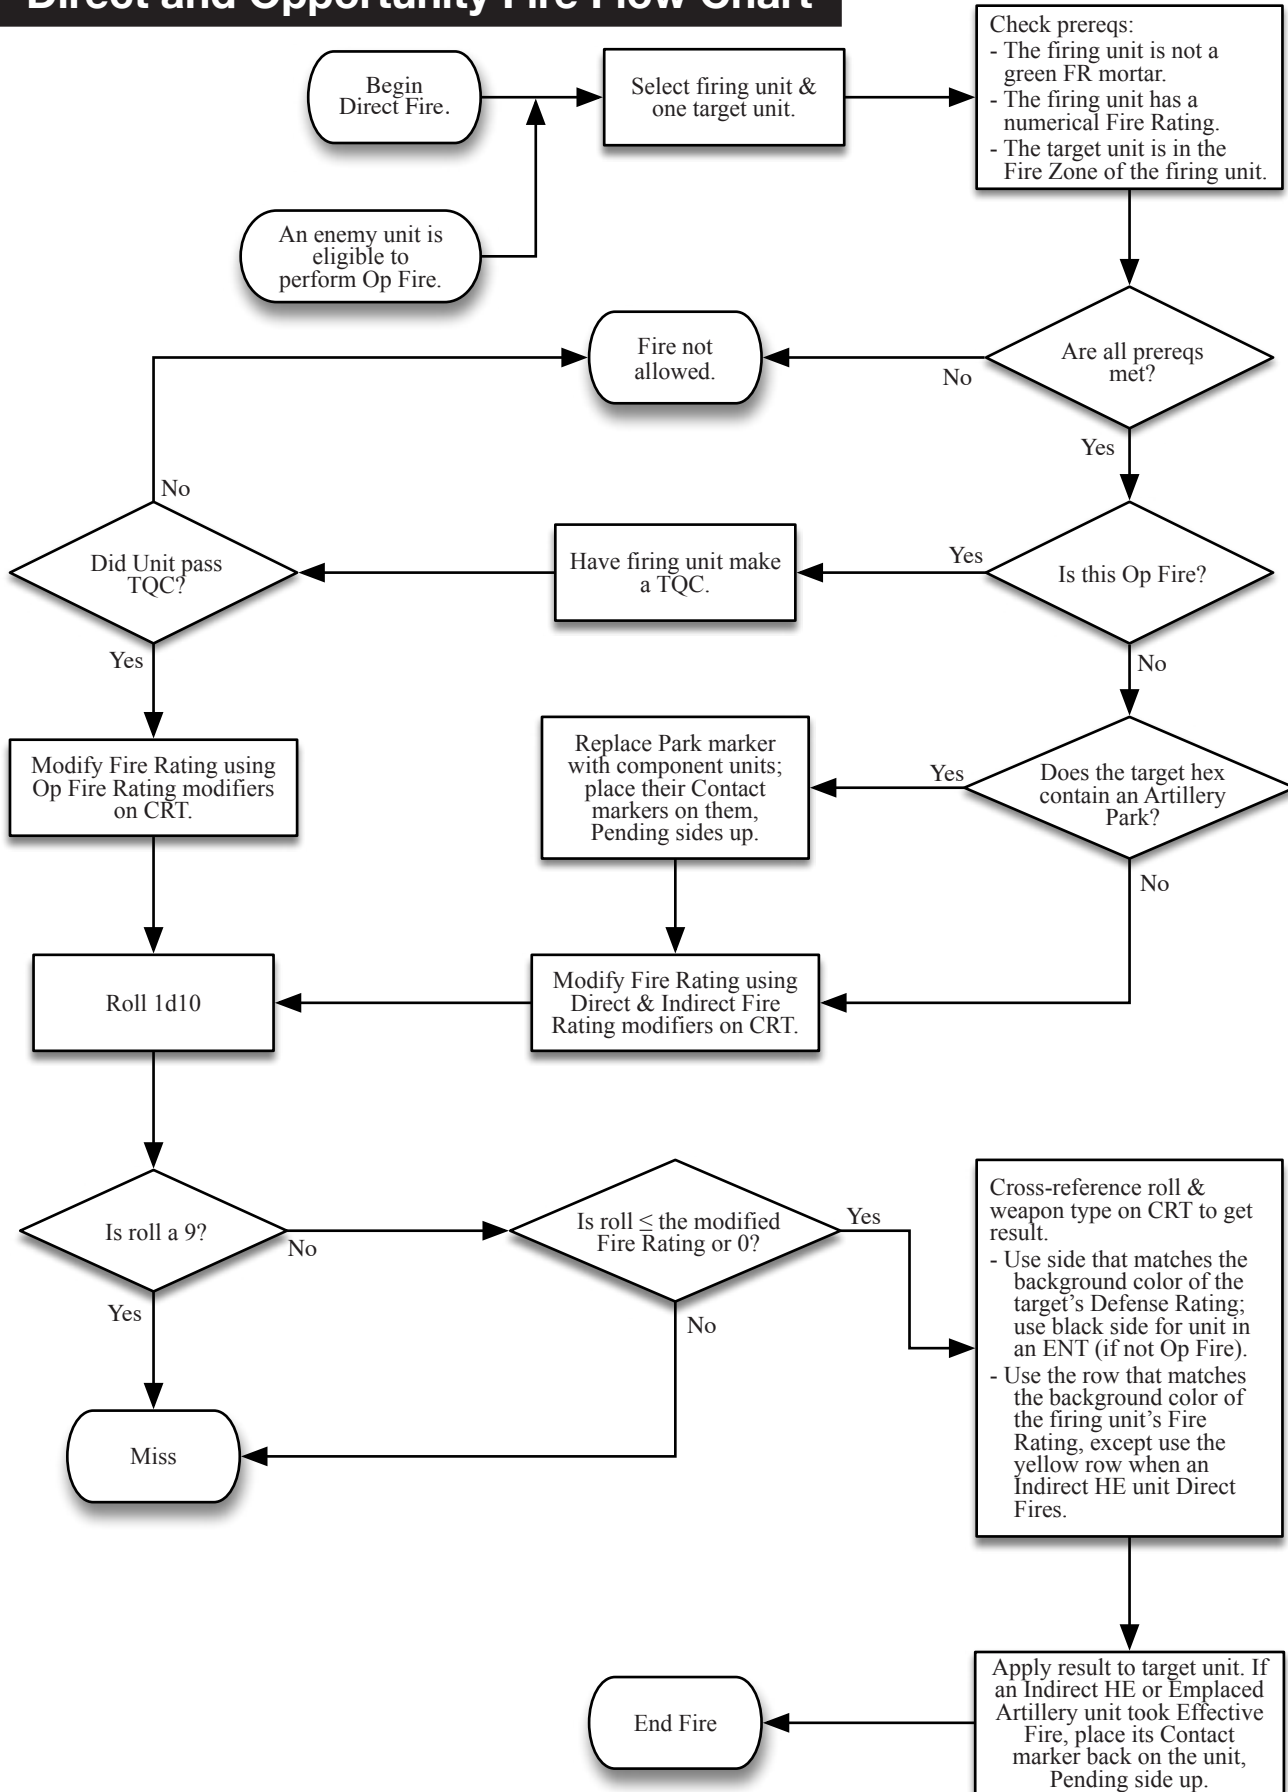 Direct and Opportunity Fire Flow Chart
Begin
Direct Fire.
Select firing unit &
one target unit.
Check prereqs:
- The firing unit is not a
green FR mortar.
- The firing unit has a
numerical Fire Rating.
- The target unit is in the
Fire Zone of the firing unit.
An enemy unit is
eligible to
perform Op Fire.
Fire not
allowed.
No
Are all prereqs
met?
Yes
No
Did Unit pass
TQC?
Have firing unit make
a TQC.
Yes
Is this Op Fire?
Yes
No
Modify Fire Rating using
Op Fire Rating modifiers
on CRT.
Replace Park marker
with component units;
place their Contact
markers on them,
Pending sides up.
Yes
Does the target hex
contain an Artillery
Park?
No
Roll 1d10
Modify Fire Rating using
Direct & Indirect Fire
Rating modifiers on CRT.
Is roll a 9?
No
Is roll ≤ the modified
Fire Rating or 0?
Yes
Yes
No
Cross-reference roll &
weapon type on CRT to get
result.
- Use side that matches the
background color of the
target's Defense Rating;
use black side for unit in
an ENT (if not Op Fire).
- Use the row that matches
the background color of
the firing unit's Fire
Rating, except use the
yellow row when an
Indirect HE unit Direct
Fires.
Miss
End Fire
Apply result to target unit. If
an Indirect HE or Emplaced
Artillery unit took Effective
Fire, place its Contact
marker back on the unit,
Pending side up.